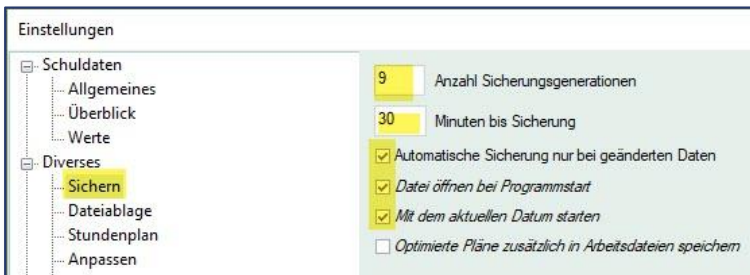 Einstellungen
Schuldaten
Allgemeines
Überblick
Werte
Diverses
Sichern
Dateiablage
Stundenplan
Anpassen
9 Anzahl Sicherungsgenerationen
30 Minuten bis Sicherung
Automatische Sicherung nur bei geänderten Daten
Datei öffnen bei Programmstart
Mit dem aktuellen Datum starten
Optimierte Pläne zusätzlich in Arbeitsdateien speichern